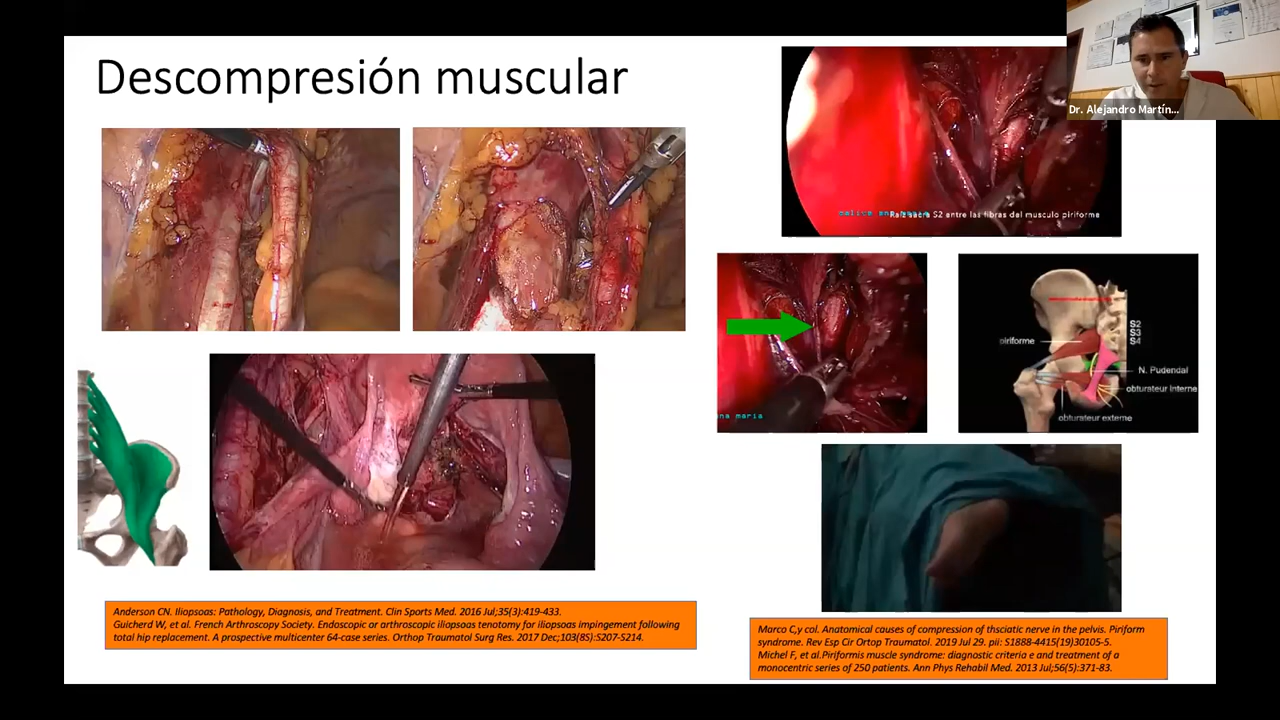 Descompresión muscular
Dr. Alejandro Martín...
Raiz sacra S2 entre las fibras del musculo piriforme
na maria
S2
S3
S4
piriforme
N. Pudendal
obturateur interne
obturateur externe
Anderson CN. Iliopsoas: Pathology, Diagnosis, and Treatment. Clin Sports Med. 2016 Jul;35(3):419-433.
Guicherd W, et al. French Arthroscopy Society. Endoscopic or arthroscopic iliopsoas tenotomy for iliopsoas impingement following
total hip replacement. A prospective multicenter 64-case series. Orthop Traumatol Surg Res. 2017 Dec;103(8S):S207-S214.
Marco C,y col. Anatomical causes of compression of thsciatic nerve in the pelvis. Piriform
syndrome. Rev Esp Cir Ortop Traumatol. 2019 Jul 29. pii: S1888-4415(19)30105-5.
Michel F, et al.Piriformis muscle syndrome: diagnostic criteria e and treatment of a
monocentric series of 250 patients. Ann Phys Rehabil Med. 2013 Jul;56(5):371-83.